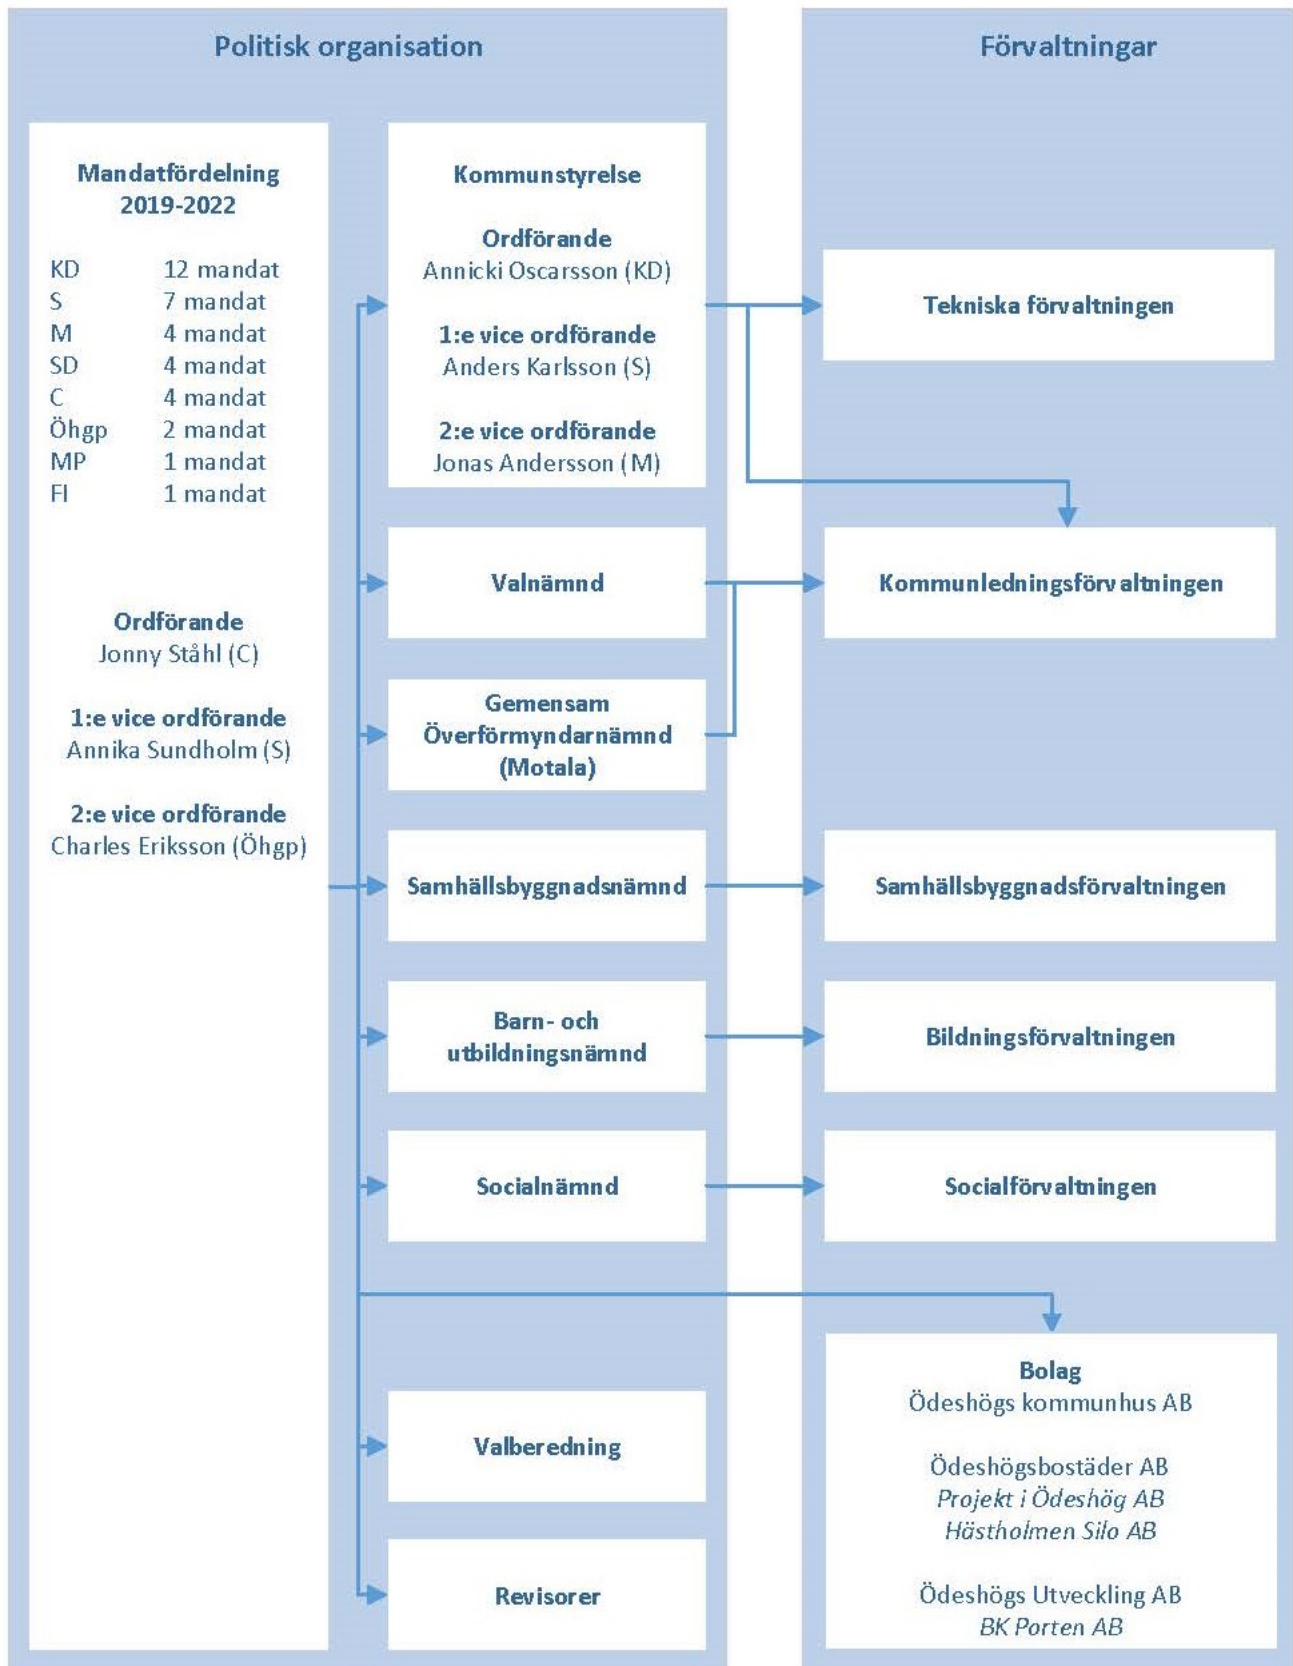 Politisk organisation
Mandatfördelning
2019-2022
KD 12 mandat
S 7 mandat
M 4 mandat
SD 4 mandat
C 4 mandat
Öhgp 2 mandat
MP 1 mandat
FI 1 mandat
Ordförande
Jonny Ståhl (C)
1:e vice ordförande
Annika Sundholm (S)
2:e vice ordförande
Charles Eriksson (Öhgp)
Kommunstyrelse
Ordförande
Annicki Oscarsson (KD)
1:e vice ordförande
Anders Karlsson (S)
2:e vice ordförande
Jonas Andersson (M)
Valnämnd
Gemensam
Överförmyndarnämnd
(Motala)
Samhällsbyggnadsnämnd
Barn- och
utbildningsnämnd
Socialnämnd
Valberedning
Revisorer
Förvaltningar
Tekniska förvaltningen
Kommunledningsförvaltningen
Samhällsbyggnadsförvaltningen
Bildningsförvaltningen
Socialförvaltningen
Bolag
Ödeshögs kommunhus AB
Ödeshögsbostäder AB
Projekt i Ödeshög AB
Hästholmen Silo AB
Ödeshögs Utveckling AB
BK Porten AB